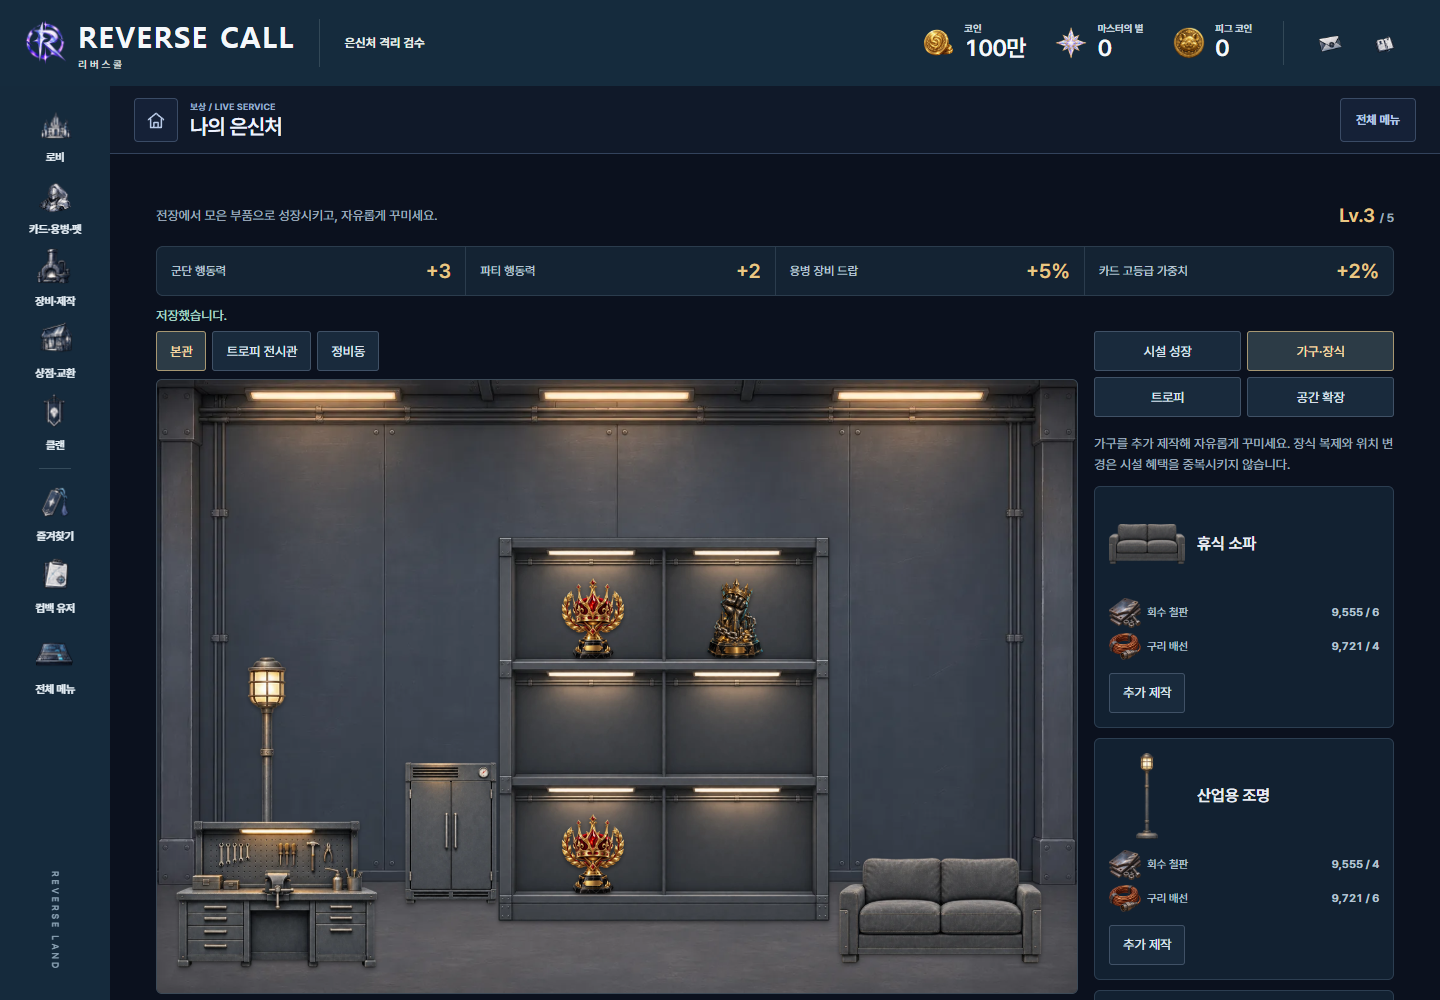 REVERSE CALL
리버스콜
은신처 격리 검수
코인
100만
마스터의 별
0
피그 코인
0
로비
카드·용병·펫
장비·제작
상점·교환
클랜
즐겨찾기
컴백 유저
전체 메뉴
REVERSE LAND
보상 / LIVE SERVICE
나의 은신처
전체 메뉴
전장에서 모은 부품으로 성장시키고, 자유롭게 꾸미세요.
Lv.3 / 5
군단 행동력 +3
파티 행동력 +2
용병 장비 드랍 +5%
카드 고등급 가중치 +2%
저장했습니다.
본관
트로피 전시관
정비동
시설 성장
가구·장식
트로피
공간 확장
가구를 추가 제작해 자유롭게 꾸미세요. 장식 복제와 위치 변
경은 시설 혜택을 중복시키지 않습니다.
휴식 소파
회수 철판 9,555 / 6
구리 배선 9,721 / 4
추가 제작
산업용 조명
회수 철판 9,555 / 4
구리 배선 9,721 / 6
추가 제작